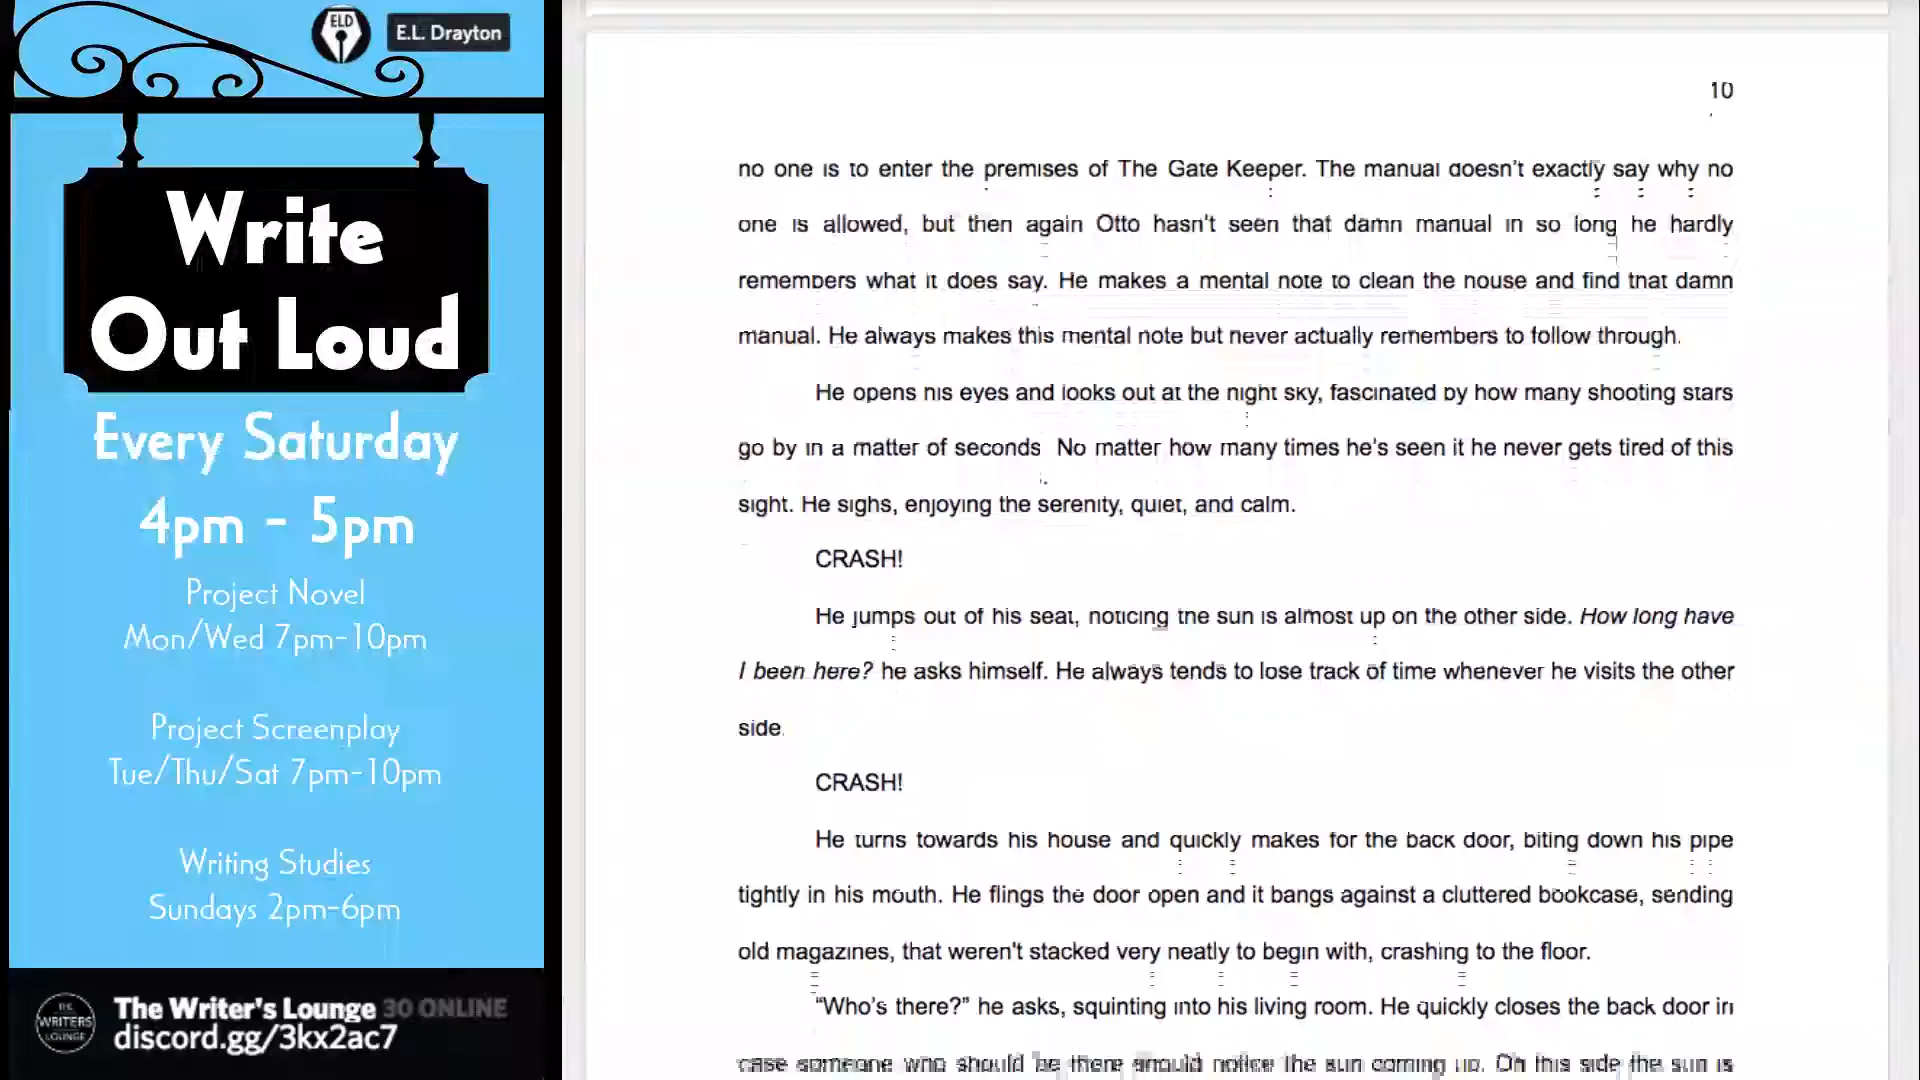 ELD
E.L. Drayton
Write
Out Loud
Every Saturday
4pm - 5pm
Project Novel
Mon/Wed 7pm-10pm
Project Screenplay
Tue/Thu/Sat 7pm-10pm
Writing Studies
Sundays 2pm-6pm
THE
WRITERS
LOUNGE
The Writer's Lounge 30 ONLINE
discord.gg/3kx2ac7
10
no one is to enter the premises of The Gate Keeper. The manual doesn't exactly say why no
one is allowed, but then again Otto hasn't seen that damn manual in so long he hardly
remembers what it does say. He makes a mental note to clean the house and find that damn
manual. He always makes this mental note but never actually remembers to follow through.
He opens his eyes and looks out at the night sky, fascinated by how many shooting stars
go by in a matter of seconds. No matter how many times he's seen it he never gets tired of this
sight. He sighs, enjoying the serenity, quiet, and calm.
CRASH!
He jumps out of his seat, noticing the sun is almost up on the other side. How long have
I been here? he asks himself. He always tends to lose track of time whenever he visits the other
side.
CRASH!
He turns towards his house and quickly makes for the back door, biting down his pipe
tightly in his mouth. He flings the door open and it bangs against a cluttered bookcase, sending
old magazines, that weren't stacked very neatly to begin with, crashing to the floor.
"Who's there?" he asks, squinting into his living room. He quickly closes the back door in
case someone who should be there should notice the sun coming up. On this side the sun is